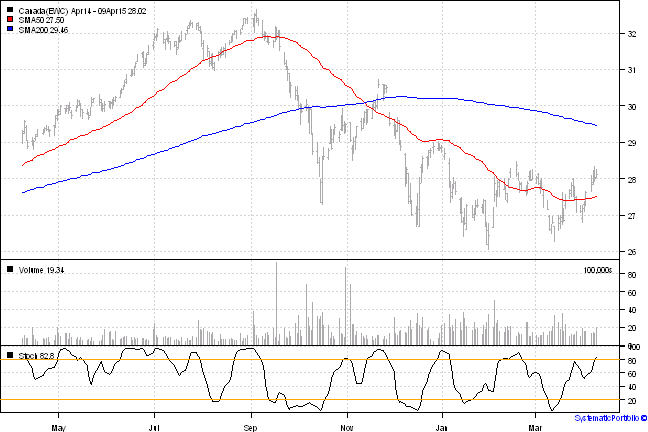 Canada(EWC) Apr14 - 09Apr15 28.02
SMA50 27.50
SMA200 29.46
32
31
30
29
28
27
26
Volume 19.34
100,000s
80
60
40
20
0
Stoch 82.8
100
80
60
40
20
May Jul Sep Nov Jan Mar
SystematicPortfolio ©